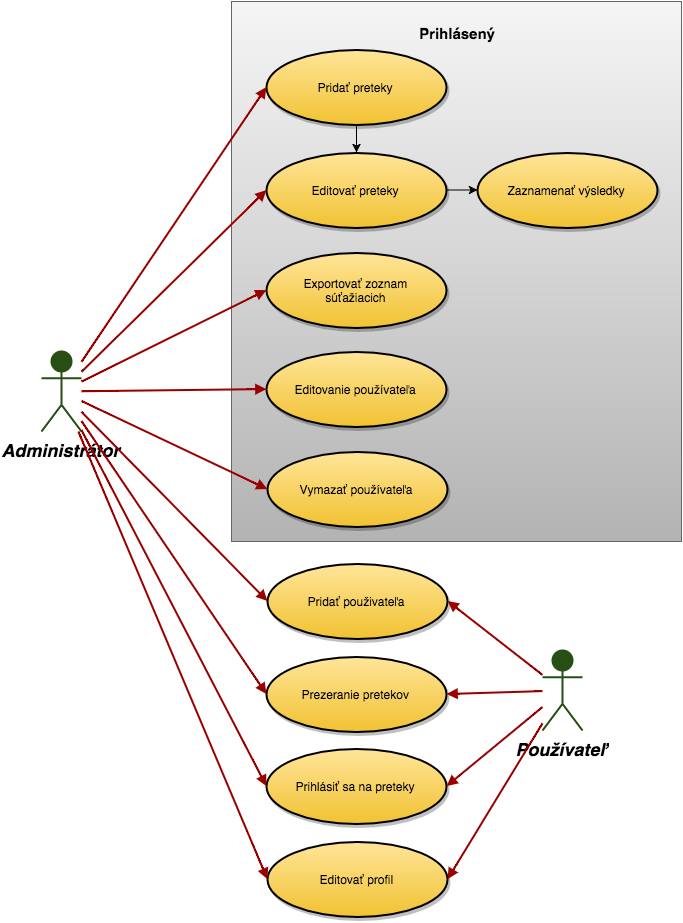 Prihlásený
Pridať preteky
Editovať preteky
Zaznamenať výsledky
Exportovať zoznam
súťažiacich
Editovanie používateľa
Administrátor
Vymazať používateľa
Pridať použivateľa
Prezeranie pretekov
Používateľ
Prihlásiť sa na preteky
Editovať profil